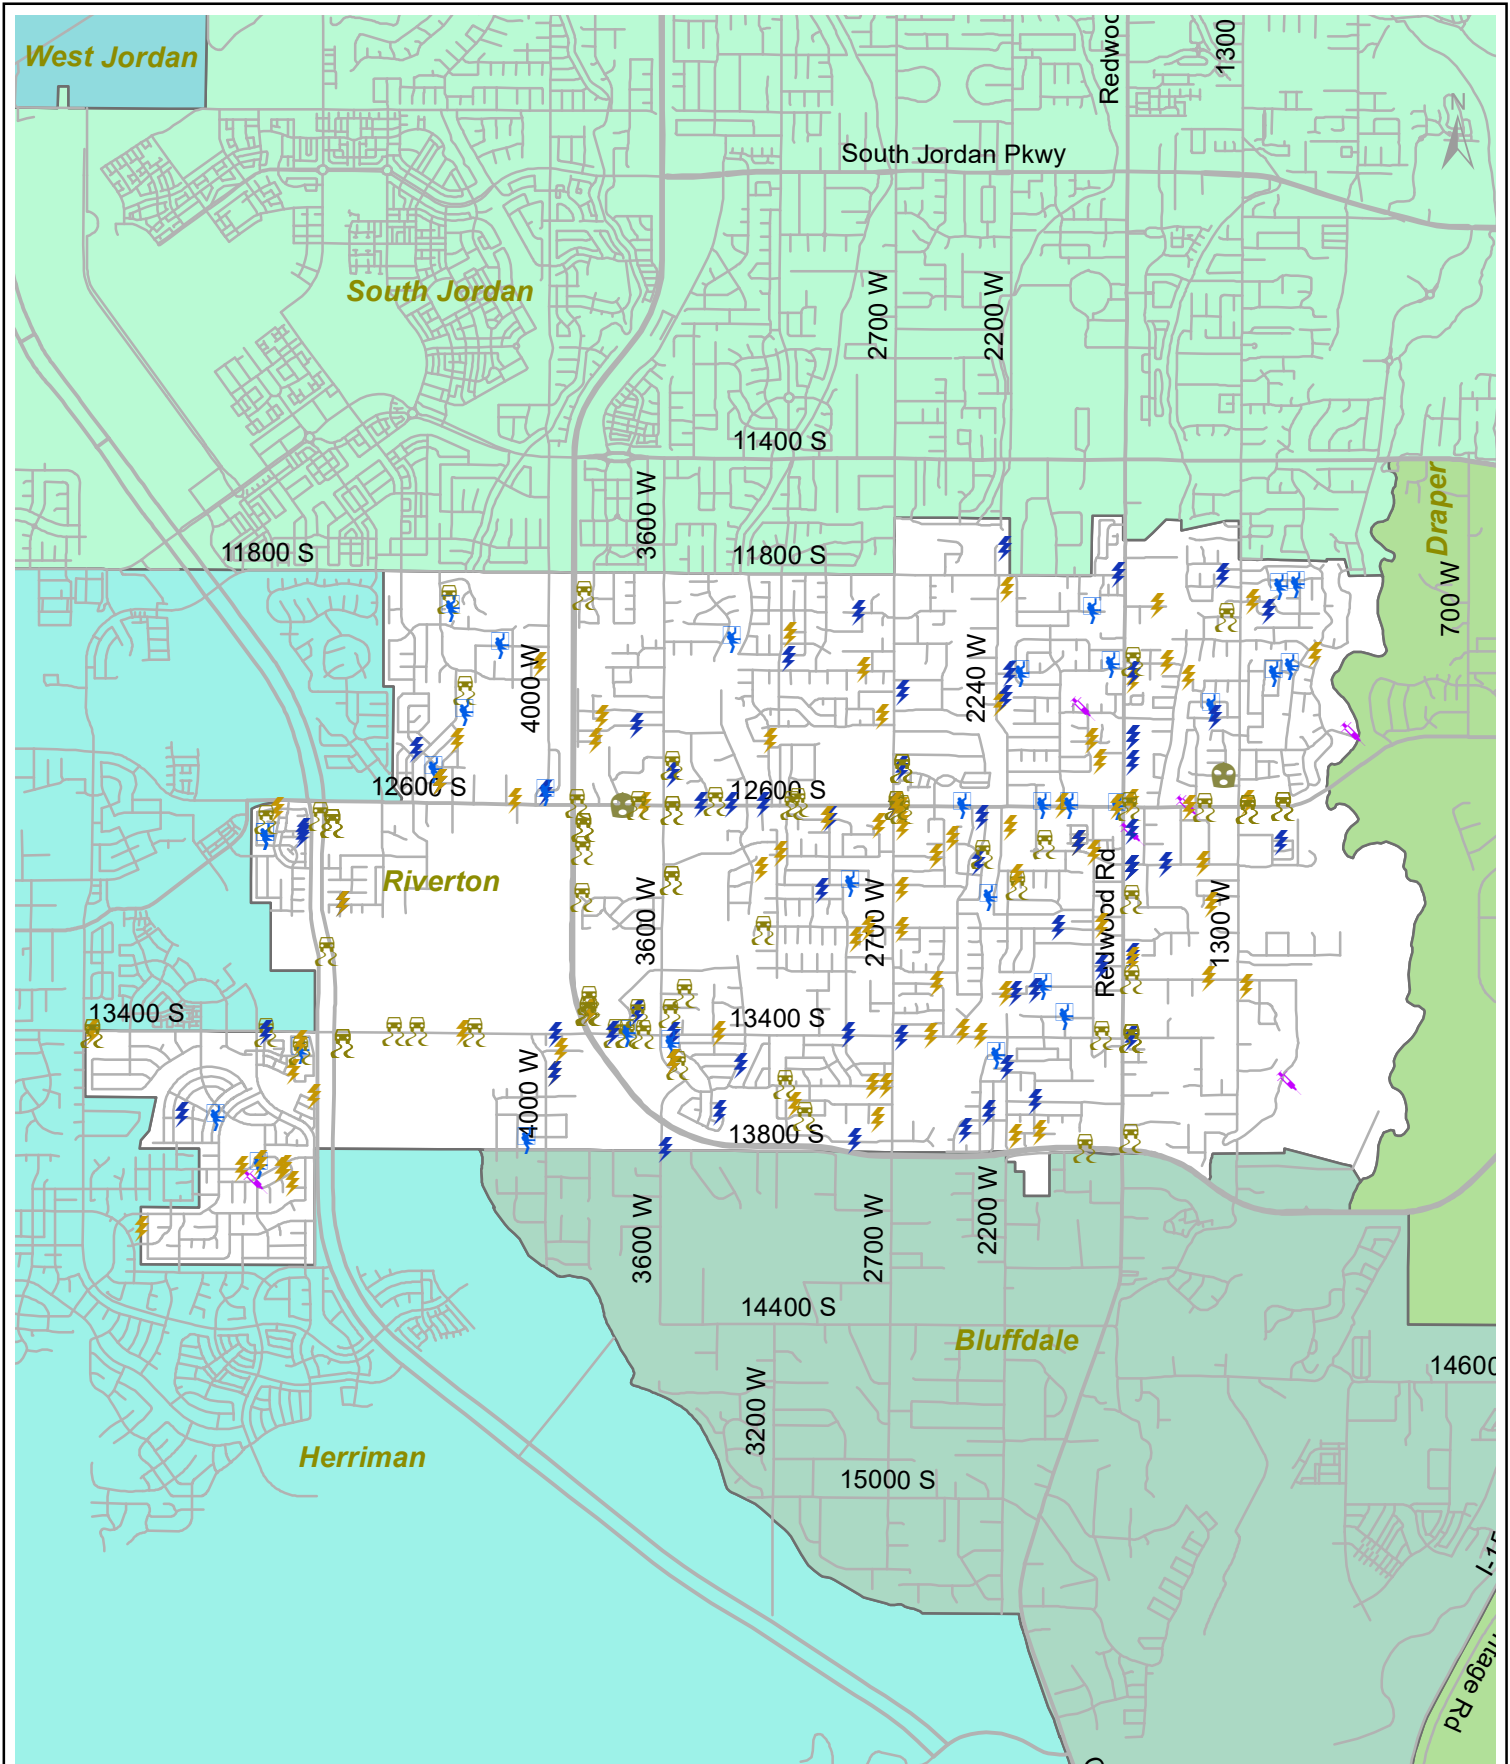 West Jordan
Redwoo
1300
N
South Jordan Pkwy
South Jordan
2700 W
2200 W
11400 S
3600 W
Draper
11800 S
11800 S
700 W
4000 W
2240 W
12600 S
12600 S
Riverton
3600 W
2700 W
Redwood Rd
1300 W
13400 S
13400 S
4000 W
13800 S
3600 W
2700 W
2200 W
14400 S
Bluffdale
14600
3200 W
Herriman
15000 S
I-15
ntage Rd